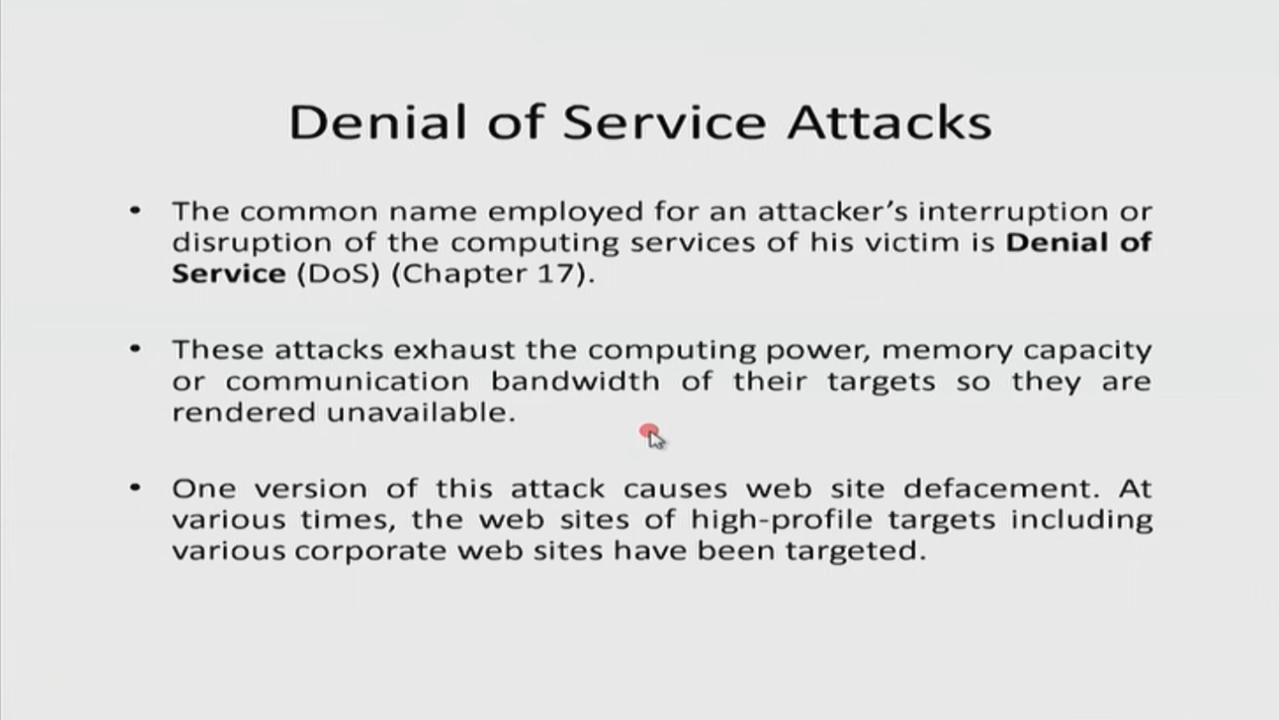 Denial of Service Attacks
• The common name employed for an attacker's interruption or
disruption of the computing services of his victim is Denial of
Service (DoS) (Chapter 17).
• These attacks exhaust the computing power, memory capacity
or communication bandwidth of their targets so they are
rendered unavailable.
• One version of this attack causes web site defacement. At
various times, the web sites of high-profile targets including
various corporate web sites have been targeted.